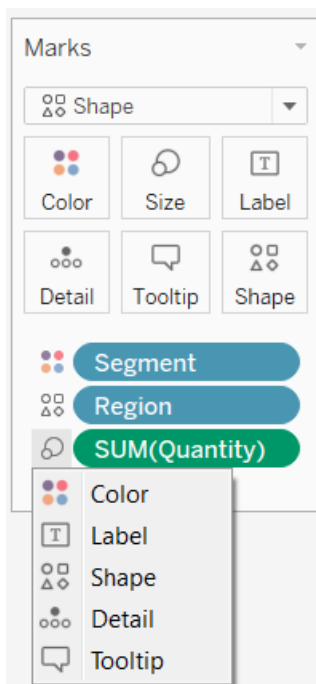 Marks
Shape
Color Size Label
T
Detail Tooltip Shape
Segment
Region
SUM(Quantity)
Color
T Label
Shape
Detail
Tooltip